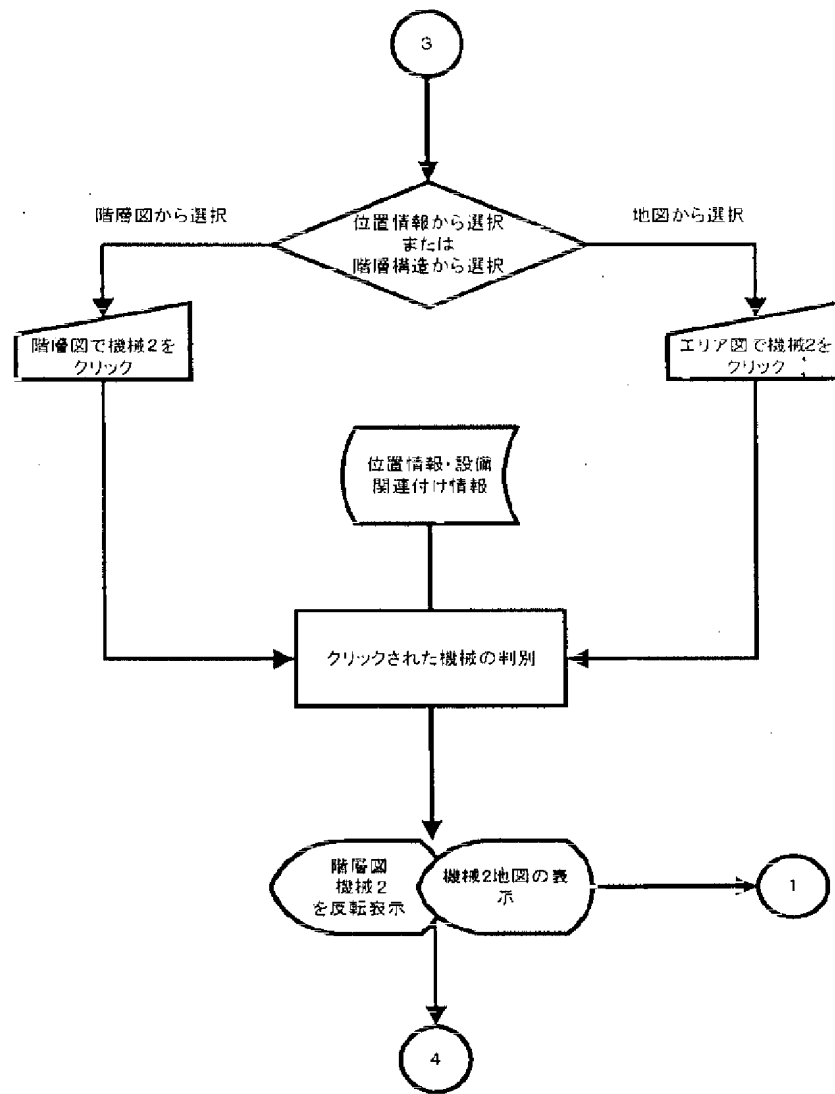 3
位置情報から選択
または
階層構造から選択
階層図から選択
地図から選択
階層図で機械2を
クリック
エリア図で機械2を
クリック
位置情報・設備
関連付け情報
クリックされた機械の判別
階層図
機械2
を反転表示
機械2地図の表
示
1
4